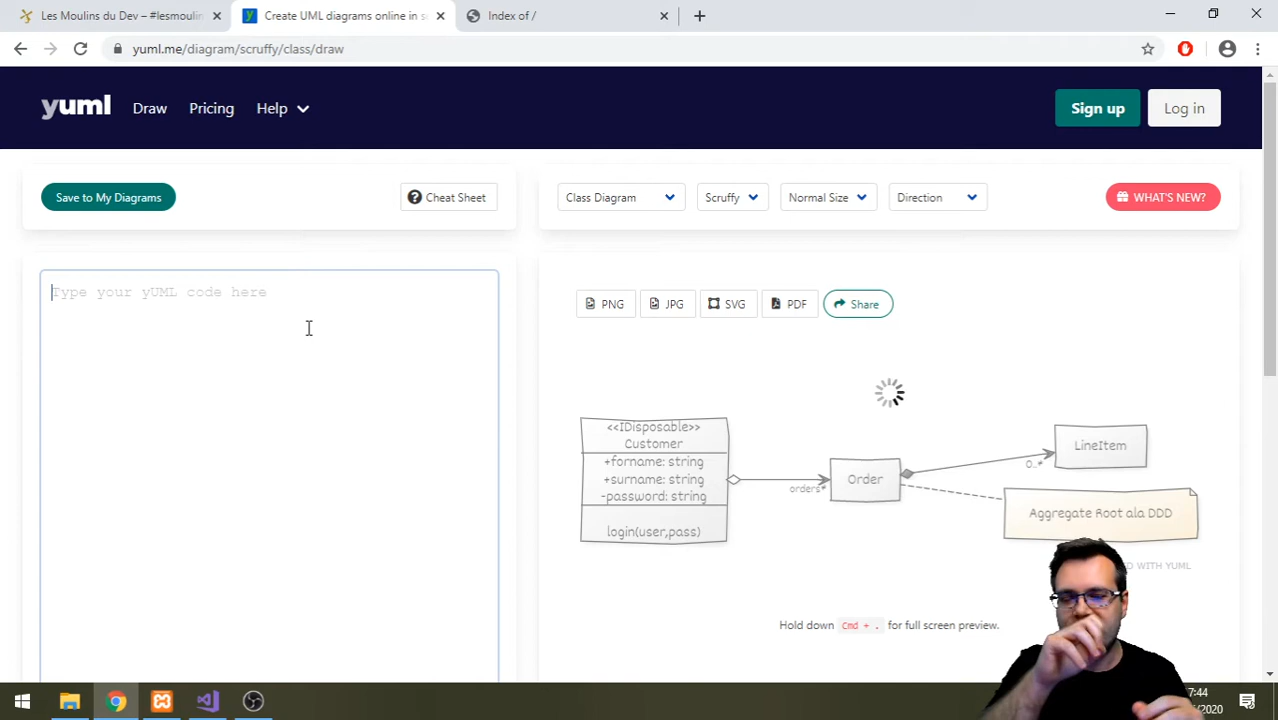 Les Moulins du Dev – #lesmoulin
Create UML diagrams online in s
Index of /
yuml.me/diagram/scruffy/class/draw
yuml Draw Pricing Help Sign up Log in
Save to My Diagrams Cheat Sheet Class Diagram Scruffy Normal Size Direction WHAT'S NEW?
Type your yUML code here
PNG JPG SVG PDF Share
<<IDisposable>>
Customer
+forname: string
+surname: string
-password: string
login(user,pass)
orders*
Order
0..*
LineItem
Aggregate Root ala DDD
WITH YUML
Hold down Cmd + . for full screen preview.
7:44
2020